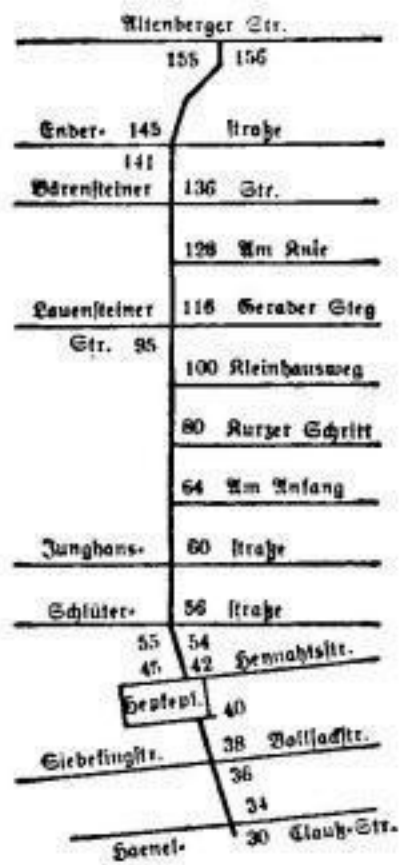 Altenberger Str.
155 156
Ender- 145 straße
141
Bärensteiner 136 Str.
126 Am Knie
Lauensteiner 116 Gerader Steg
Str. 95
100 Kleinhausweg
80 Kurzer Schritt
64 Am Anfang
Junghans- 60 straße
Schlüter- 56 straße
55 54
45 42 Hennahtsstr.
Hepkepl. 40
38 Vollsackstr.
Siebekingstr.
36
34
Haenel- 30 Clauß-Str.